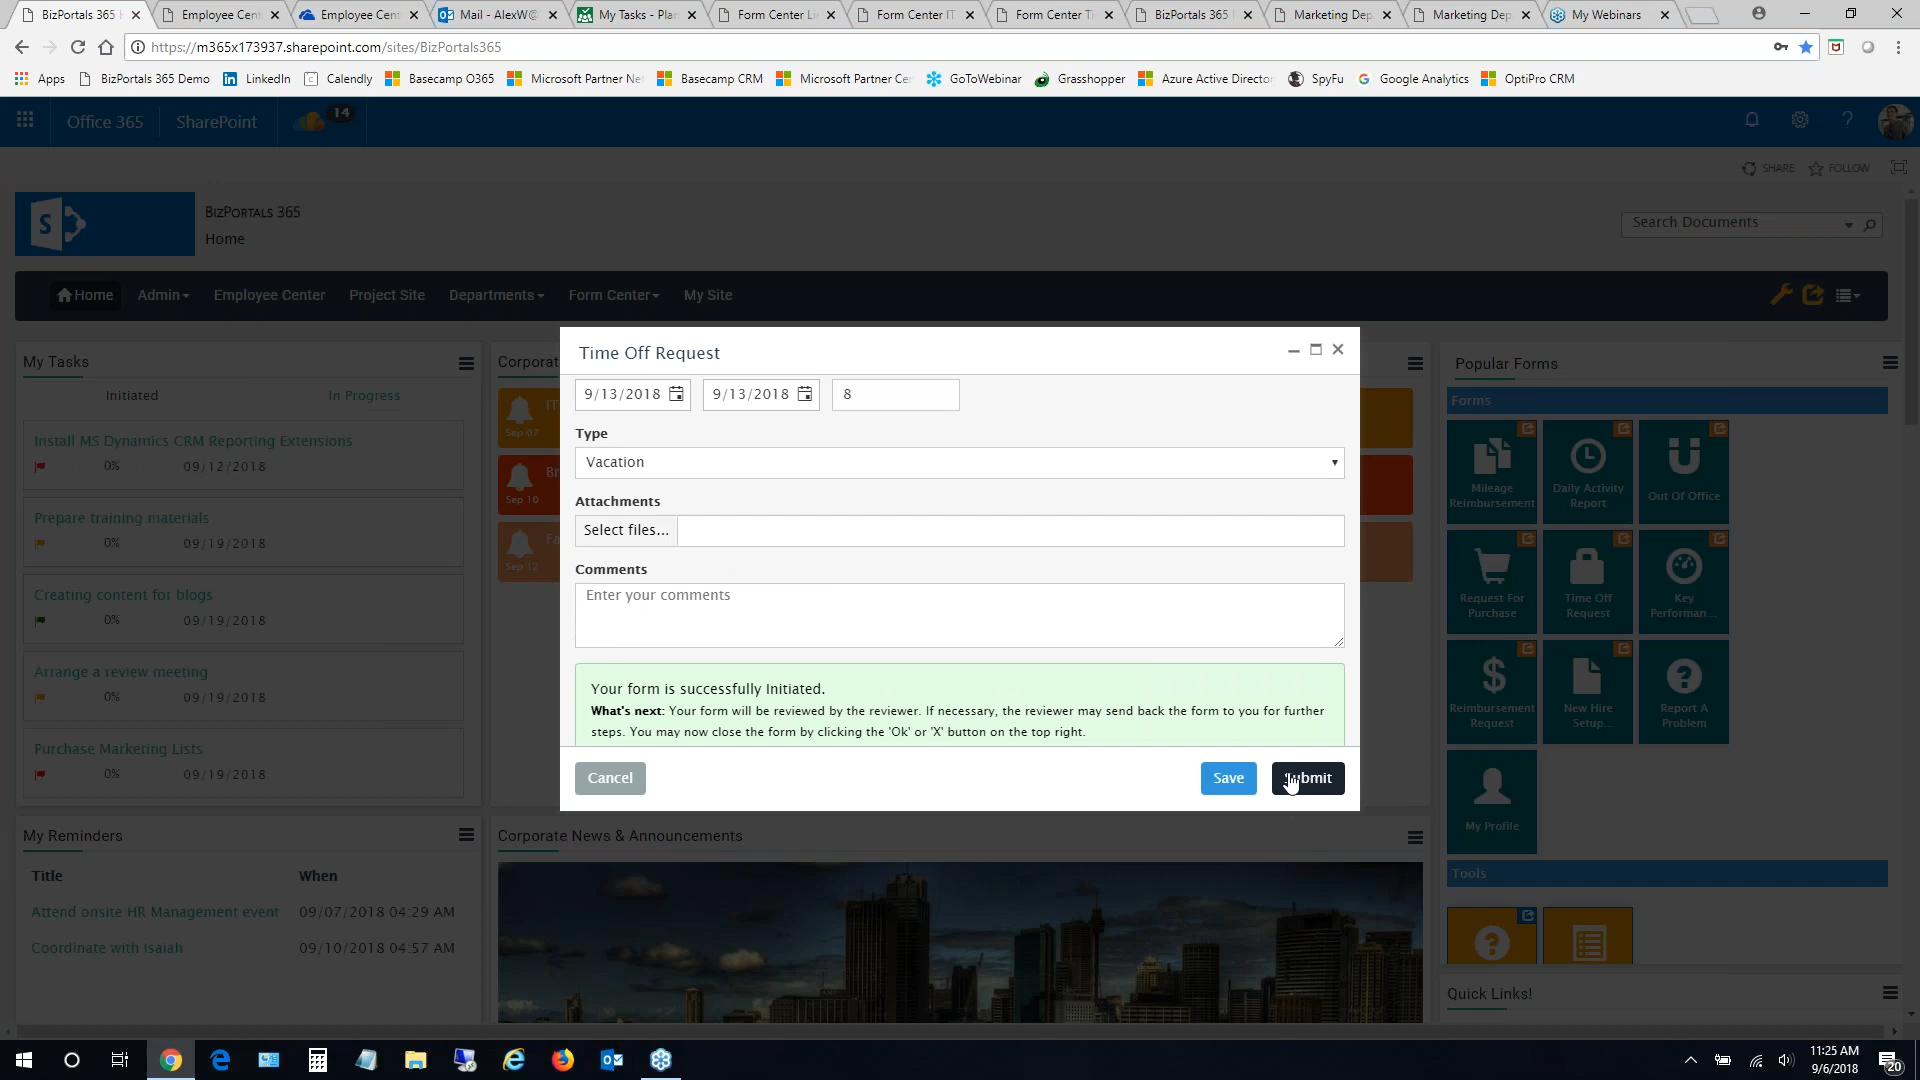 BizPortals 365 H
Employee Cent
Employee Cent
Mail - AlexW@
My Tasks - Plan
Form Center Li
Form Center IT
Form Center Ti
BizPortals 365
Marketing Dep
Marketing Dep
My Webinars
https://m365x173937.sharepoint.com/sites/BizPortals365
Apps
BizPortals 365 Demo
LinkedIn
Calendly
Basecamp O365
Microsoft Partner Ne
Basecamp CRM
Microsoft Partner Ce
GoToWebinar
Grasshopper
Azure Active Director
SpyFu
Google Analytics
OptiPro CRM
Office 365
SharePoint
14
SHARE
FOLLOW
BizPortals 365
Home
Search Documents
Home
Admin
Employee Center
Project Site
Departments
Form Center
My Site
My Tasks
Initiated
In Progress
Install MS Dynamics CRM Reporting Extensions
0%
09/12/2018
Prepare training materials
0%
09/19/2018
Creating content for blogs
0%
09/19/2018
Arrange a review meeting
0%
09/19/2018
Purchase Marketing Lists
0%
09/19/2018
My Reminders
Title
When
Attend onsite HR Management event
09/07/2018 04:29 AM
Coordinate with Isaiah
09/10/2018 04:57 AM
Corporat
IT
Sep 07
Br
Sep 10
Fa
Sep 12
Time Off Request
9/13/2018
9/13/2018
8
Type
Vacation
Attachments
Select files...
Comments
Enter your comments
Your form is successfully Initiated.
What's next: Your form will be reviewed by the reviewer. If necessary, the reviewer may send back the form to you for further
steps. You may now close the form by clicking the 'Ok' or 'X' button on the top right.
Cancel
Save
Submit
Corporate News & Announcements
Popular Forms
Forms
Mileage
Reimbursement
Daily Activity
Report
Out Of Office
Request For
Purchase
Time Off
Request
Key
Performan...
Reimbursement
Request
New Hire
Setup...
Report A
Problem
My Profile
Tools
Quick Links!
11:25 AM
9/6/2018
20